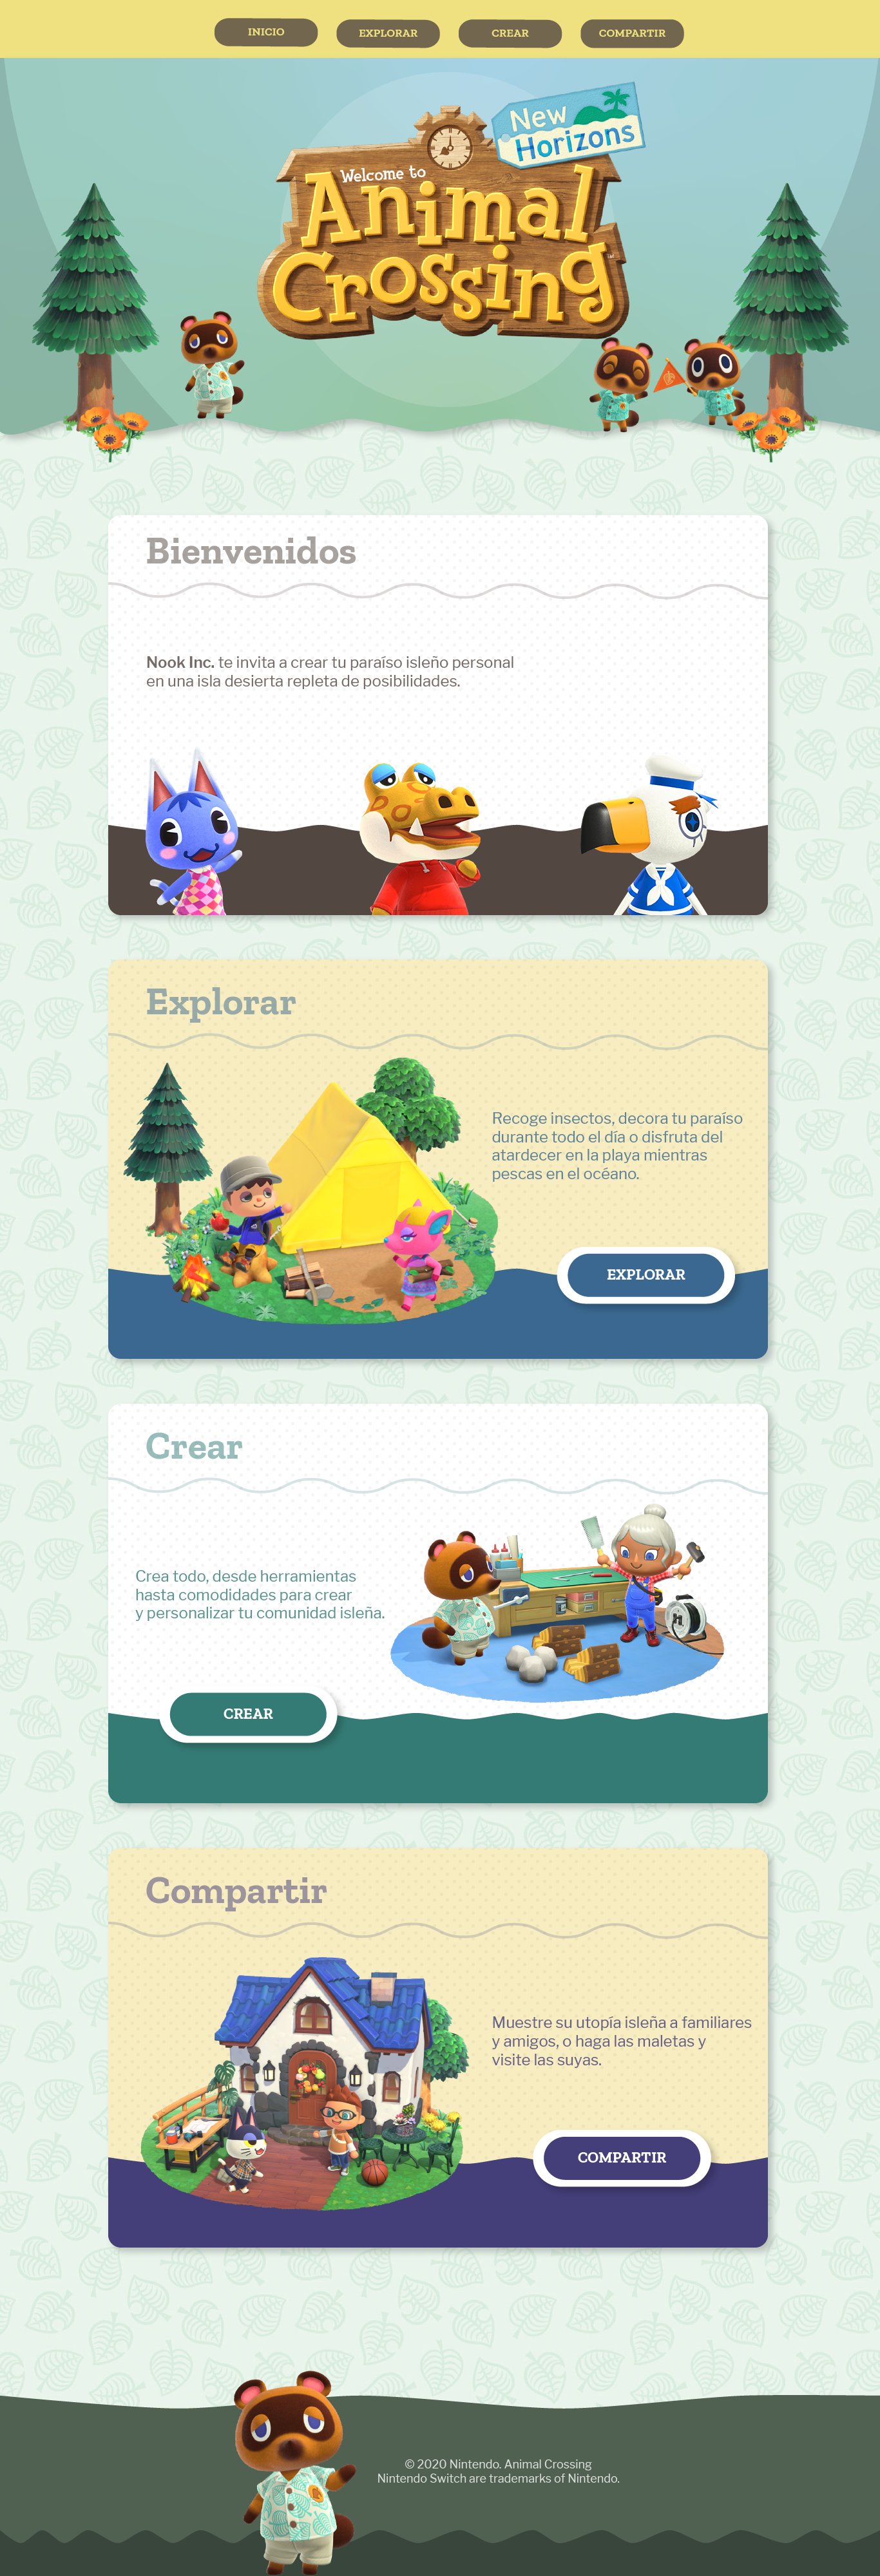 INICIO
EXPLORAR
CREAR
COMPARTIR
New
Horizons
Welcome to
Animal
Crossing
TM
Bienvenidos
Nook Inc. te invita a crear tu paraíso isleño personal
en una isla desierta repleta de posibilidades.
Explorar
Recoge insectos, decora tu paraíso
durante todo el día o disfruta del
atardecer en la playa mientras
pescas en el océano.
EXPLORAR
Crear
Crea todo, desde herramientas
hasta comodidades para crear
y personalizar tu comunidad isleña.
CREAR
Compartir
Muestre su utopía isleña a familiares
y amigos, o haga las maletas y
visite las suyas.
COMPARTIR
© 2020 Nintendo. Animal Crossing
Nintendo Switch are trademarks of Nintendo.